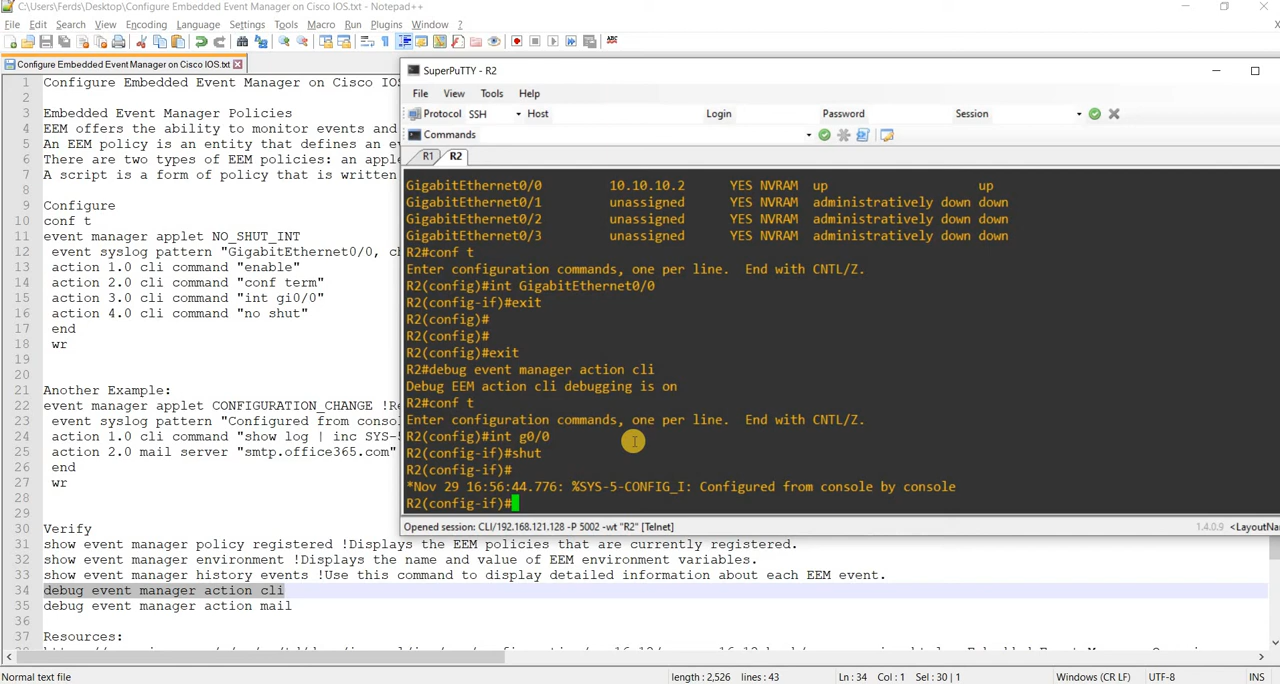 C:\Users\Ferds\Desktop\Configure Embedded Event Manager on Cisco IOS.txt - Notepad++
File Edit Search View Encoding Language Settings Tools Macro Run Plugins Window ?
Configure Embedded Event Manager on Cisco IOS.txt
1 Configure Embedded Event Manager on Cisco IOS
2
3 Embedded Event Manager Policies
4 EEM offers the ability to monitor events and
5 An EEM policy is an entity that defines an ev
6 There are two types of EEM policies: an apple
7 A script is a form of policy that is written
8
9 Configure
10 conf t
11 event manager applet NO_SHUT_INT
12 event syslog pattern "GigabitEthernet0/0, ch
13 action 1.0 cli command "enable"
14 action 2.0 cli command "conf term"
15 action 3.0 cli command "int gi0/0"
16 action 4.0 cli command "no shut"
17 end
18 wr
19
20
21 Another Example:
22 event manager applet CONFIGURATION_CHANGE !Re
23 event syslog pattern "Configured from conso
24 action 1.0 cli command "show log | inc SYS-5
25 action 2.0 mail server "smtp.office365.com"
26 end
27 wr
28
29
30 Verify
31 show event manager policy registered !Displays the EEM policies that are currently registered.
32 show event manager environment !Displays the name and value of EEM environment variables.
33 show event manager history events !Use this command to display detailed information about each EEM event.
34 debug event manager action cli
35 debug event manager action mail
36
37 Resources:
SuperPuTTY - R2
File View Tools Help
Protocol SSH Host Login Password Session
Commands
R1 R2
GigabitEthernet0/0 10.10.10.2 YES NVRAM up up
GigabitEthernet0/1 unassigned YES NVRAM administratively down down
GigabitEthernet0/2 unassigned YES NVRAM administratively down down
GigabitEthernet0/3 unassigned YES NVRAM administratively down down
R2#conf t
Enter configuration commands, one per line. End with CNTL/Z.
R2(config)#int GigabitEthernet0/0
R2(config-if)#exit
R2(config)#
R2(config)#
R2(config)#exit
R2#debug event manager action cli
Debug EEM action cli debugging is on
R2#conf t
Enter configuration commands, one per line. End with CNTL/Z.
R2(config)#int g0/0
R2(config-if)#shut
R2(config-if)#
*Nov 29 16:56:44.776: %SYS-5-CONFIG_I: Configured from console by console
R2(config-if)#
Opened session: CLI/192.168.121.128 -P 5002 -wt "R2" [Telnet] 1.4.0.9 <LayoutNa
Normal text file length : 2,526 lines : 43 Ln : 34 Col : 1 Sel : 30 | 1 Windows (CR LF) UTF-8 INS